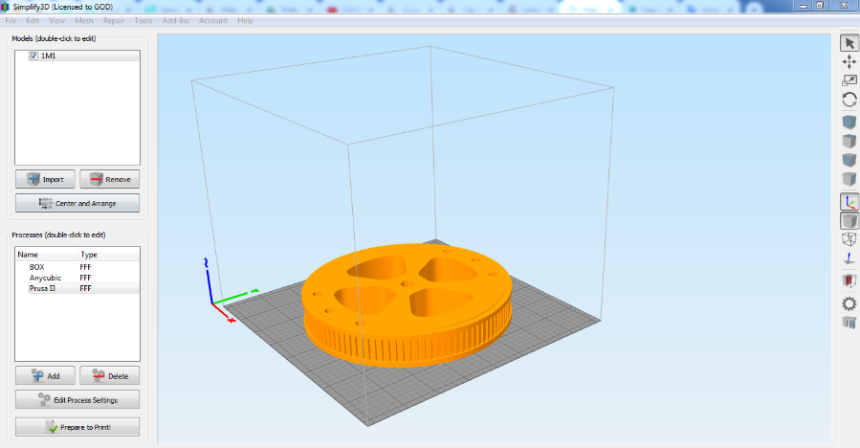 Simplify3D (Licensed to GOD)
File Edit View Mesh Repair Tools Add-Ins Account Help
Models (double-click to edit)
1M1
Import Remove
Center and Arrange
Processes (double-click to edit)
Name Type
BOX FFF
Anycubic FFF
Prusa I3 FFF
Add Delete
Edit Process Settings
Prepare to Print!